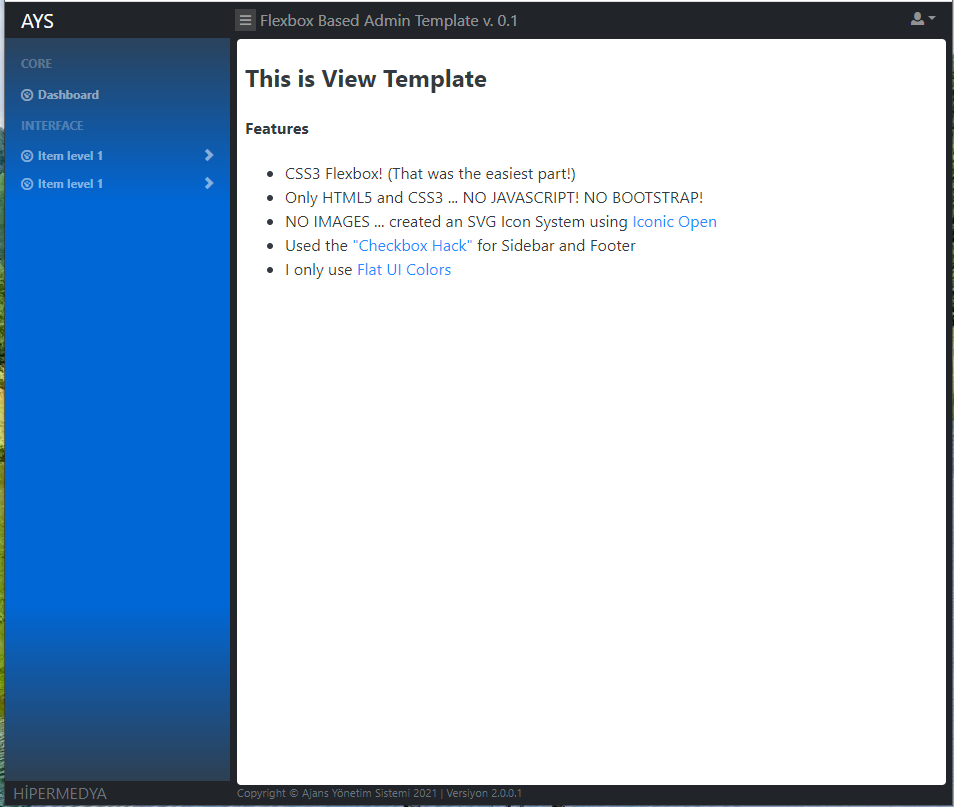 AYS
Flexbox Based Admin Template v. 0.1
CORE
Dashboard
INTERFACE
Item level 1
Item level 1
This is View Template
Features
CSS3 Flexbox! (That was the easiest part!)
Only HTML5 and CSS3 ... NO JAVASCRIPT! NO BOOTSTRAP!
NO IMAGES ... created an SVG Icon System using Iconic Open
Used the "Checkbox Hack" for Sidebar and Footer
I only use Flat UI Colors
HİPERMEDYA
Copyright © Ajans Yönetim Sistemi 2021 | Versiyon 2.0.0.1